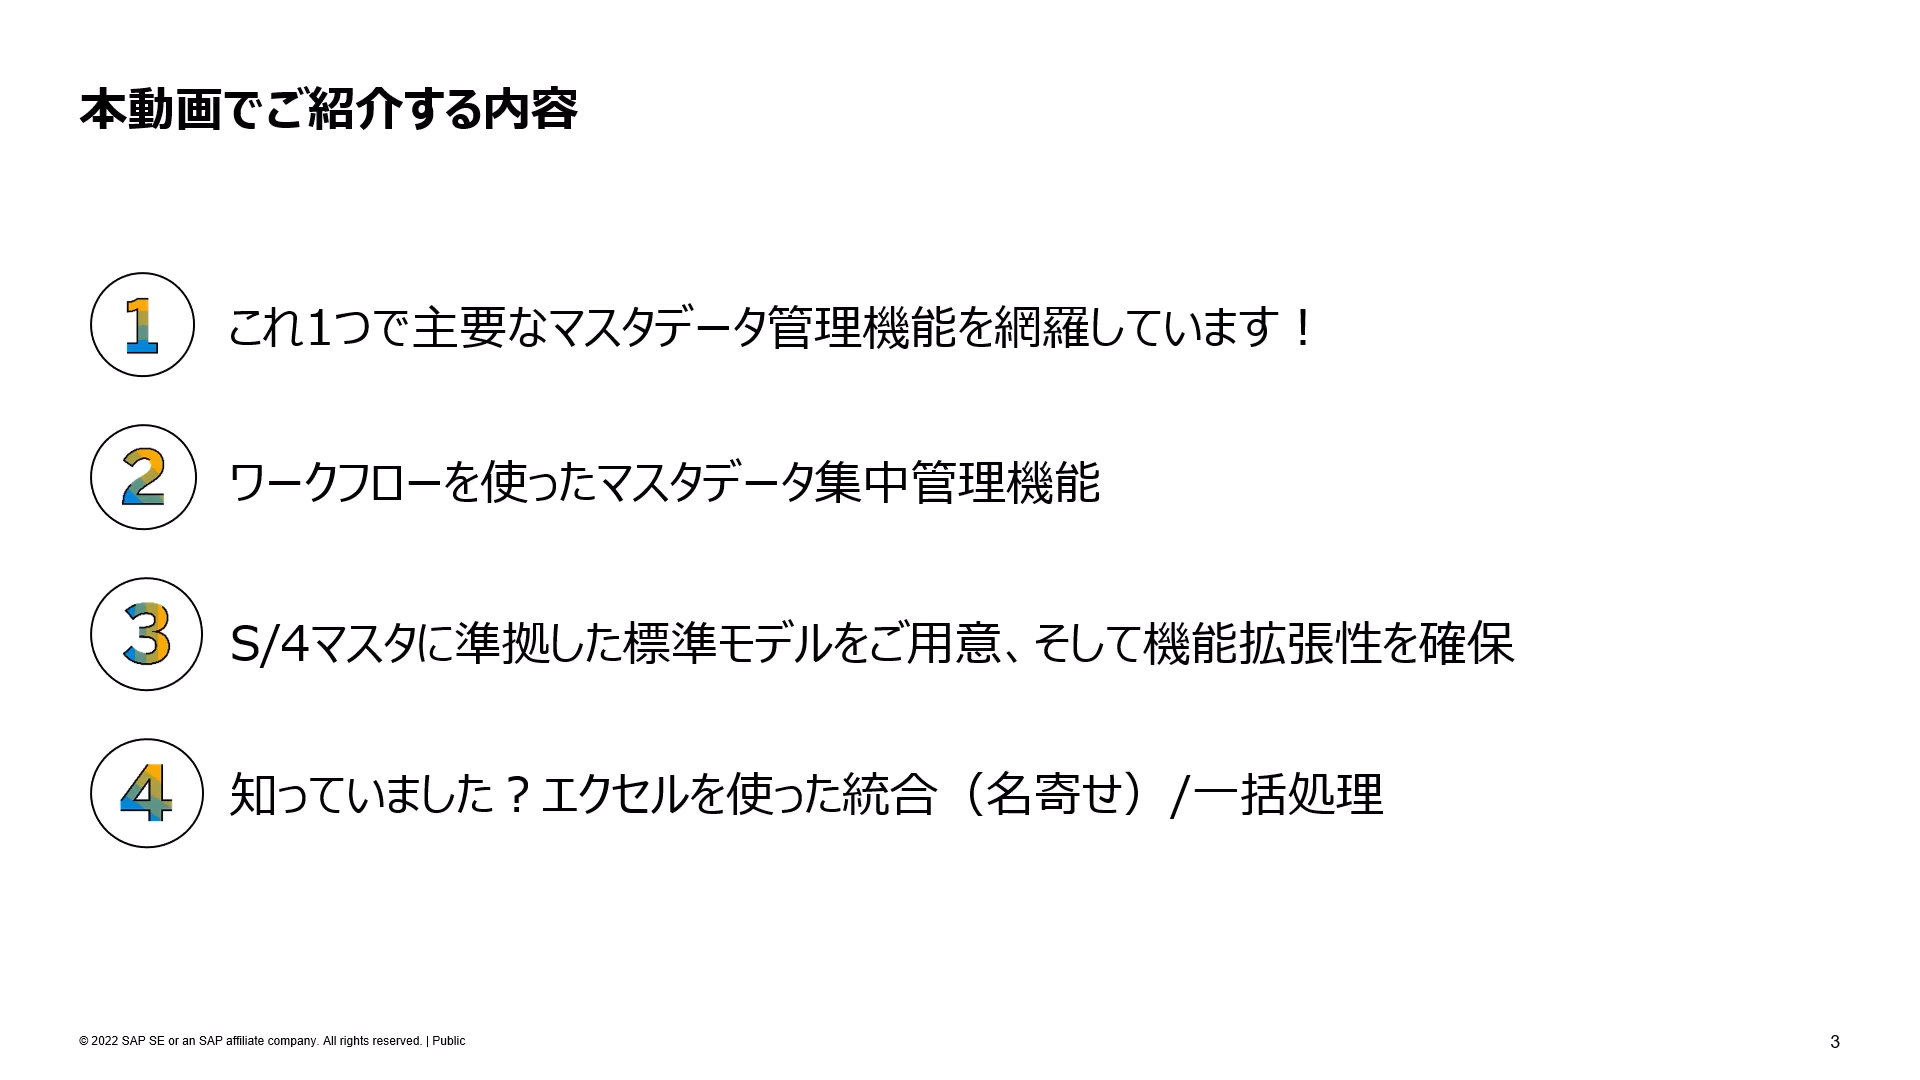 本動画でご紹介する内容
1 これ1つで主要なマスタデータ管理機能を網羅しています！
2 ワークフローを使ったマスタデータ集中管理機能
3 S/4マスタに準拠した標準モデルをご用意、そして機能拡張性を確保
4 知っていました？エクセルを使った統合（名寄せ）/一括処理
© 2022 SAP SE or an SAP affiliate company. All rights reserved. | Public
3